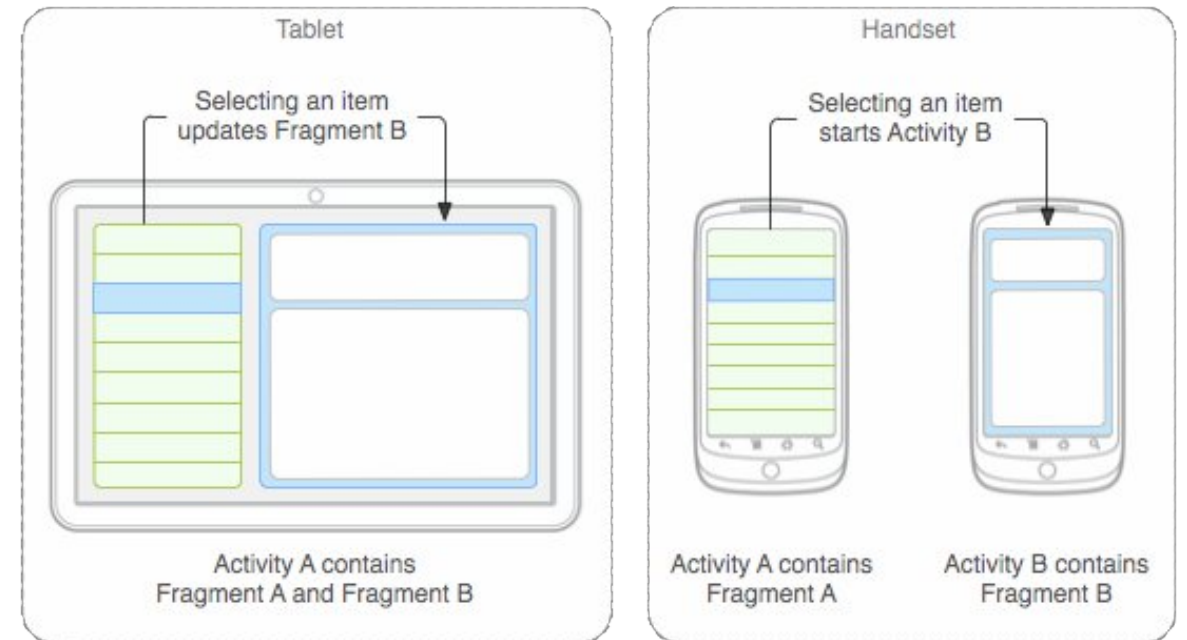 Tablet
Selecting an item
updates Fragment B
Activity A contains
Fragment A and Fragment B
Handset
Selecting an item
starts Activity B
Activity A contains
Fragment A
Activity B contains
Fragment B